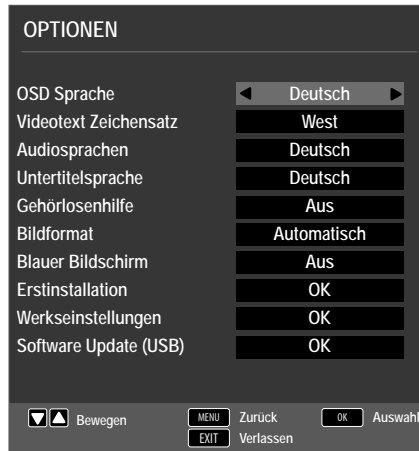 OPTIONEN
OSD Sprache Deutsch
Videotext Zeichensatz West
Audiosprachen Deutsch
Untertitelsprache Deutsch
Gehörlosenhilfe Aus
Bildformat Automatisch
Blauer Bildschirm Aus
Erstinstallation OK
Werkseinstellungen OK
Software Update (USB) OK
Bewegen MENU Zurück OK Auswahl
EXIT Verlassen